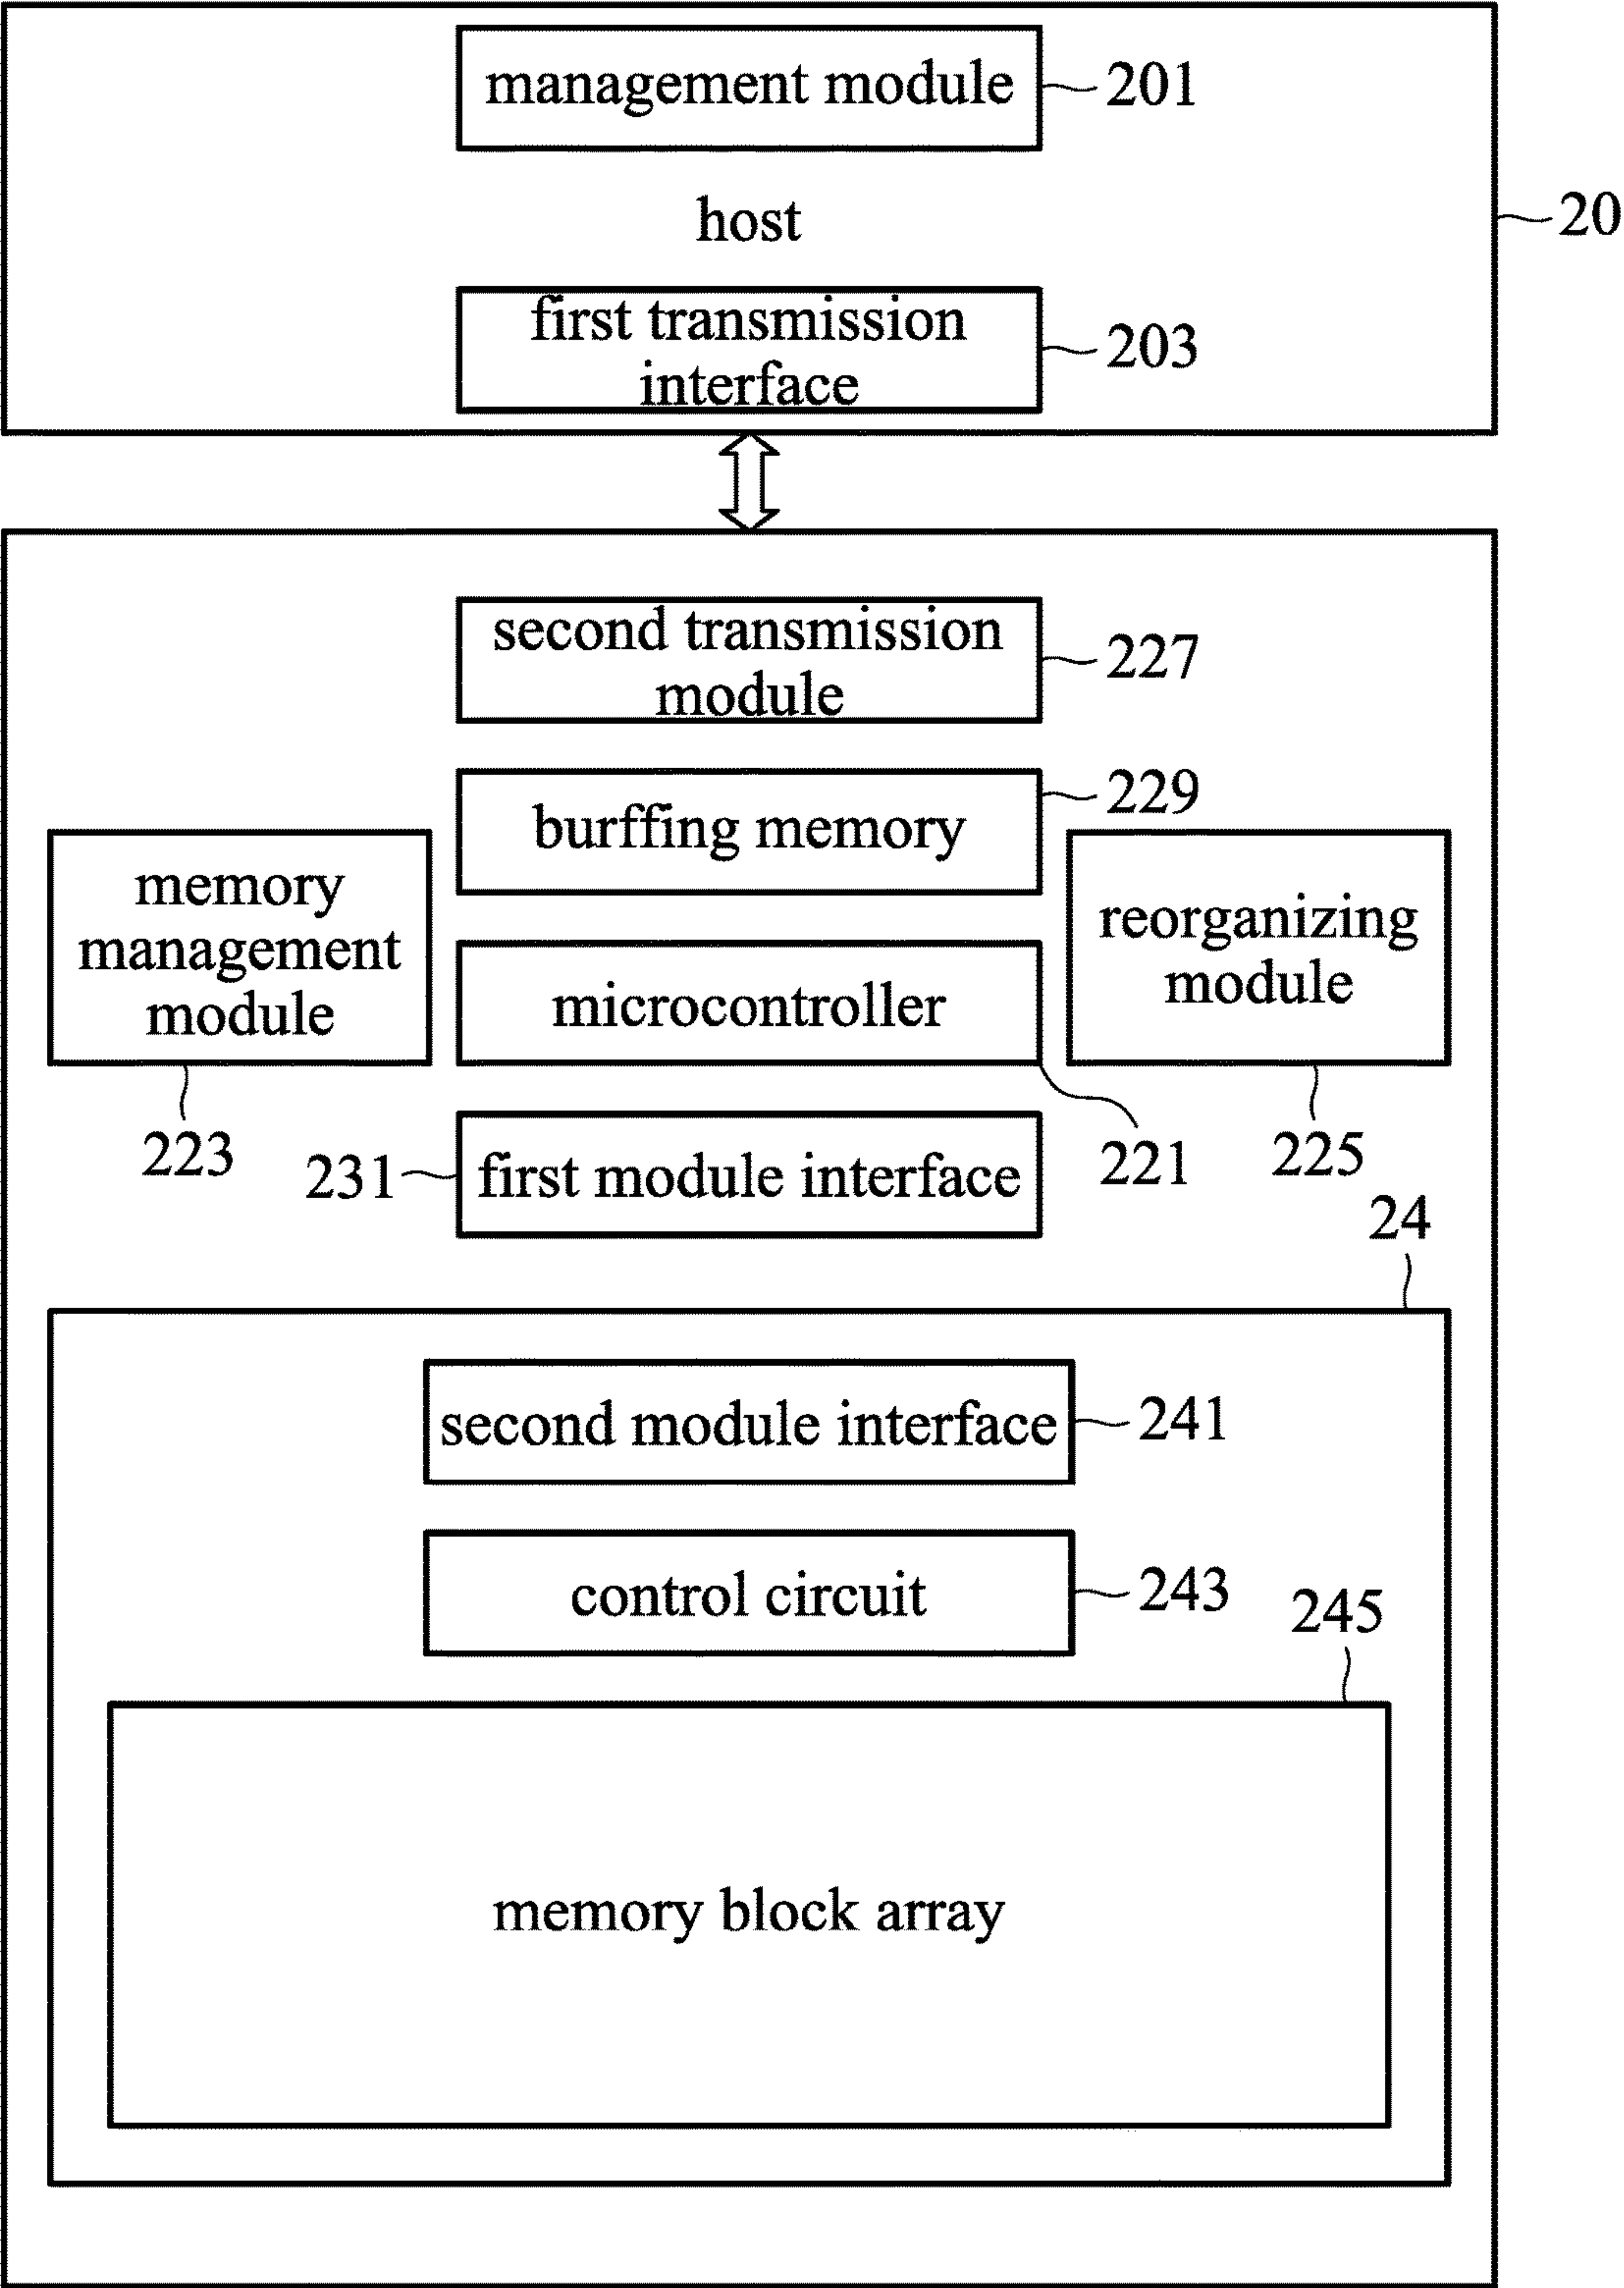 management module
201
host
20
first transmission
interface
203
second transmission
module
227
burffing memory
229
memory
management
module
223
reorganizing
module
225
microcontroller
221
231
first module interface
24
second module interface
241
control circuit
243
245
memory block array